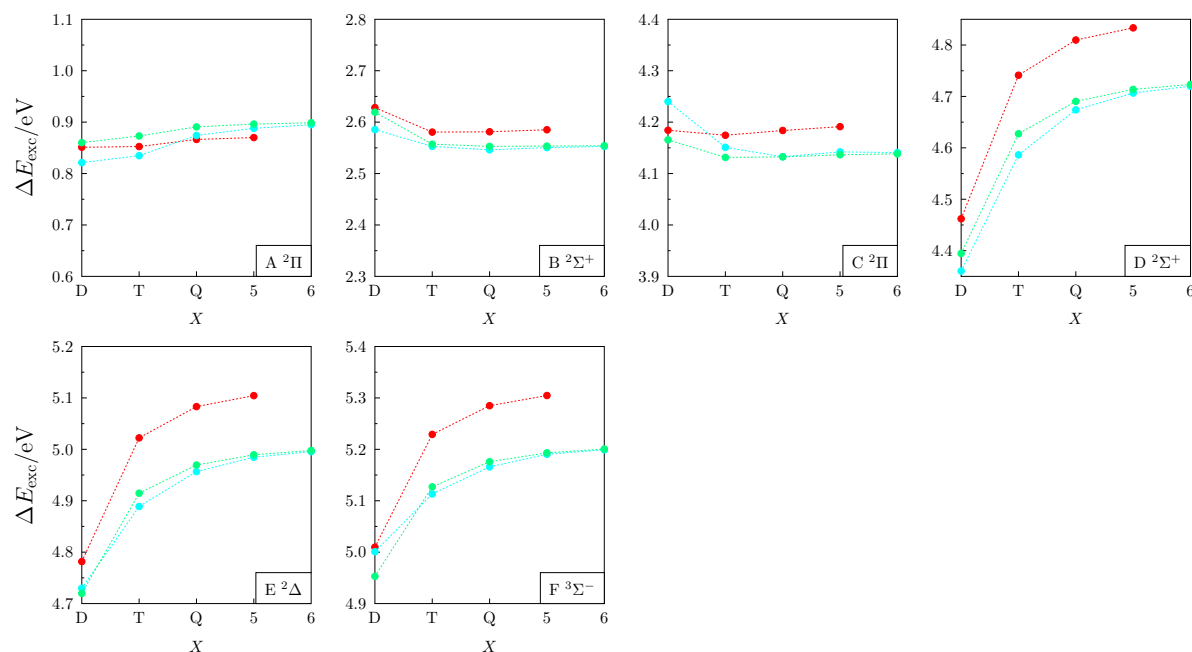 ΔE_exc/eV
1.1
1.0
0.9
0.8
0.7
0.6
D T Q 5 6
X
A ²Π
2.8
2.7
2.6
2.5
2.4
2.3
D T Q 5 6
X
B ²Σ⁺
4.4
4.3
4.2
4.1
4.0
3.9
D T Q 5 6
X
C ²Π
4.8
4.7
4.6
4.5
4.4
D T Q 5 6
X
D ²Σ⁺
ΔE_exc/eV
5.2
5.1
5.0
4.9
4.8
4.7
D T Q 5 6
X
E ²Δ
5.4
5.3
5.2
5.1
5.0
4.9
D T Q 5 6
X
F ³Σ⁻